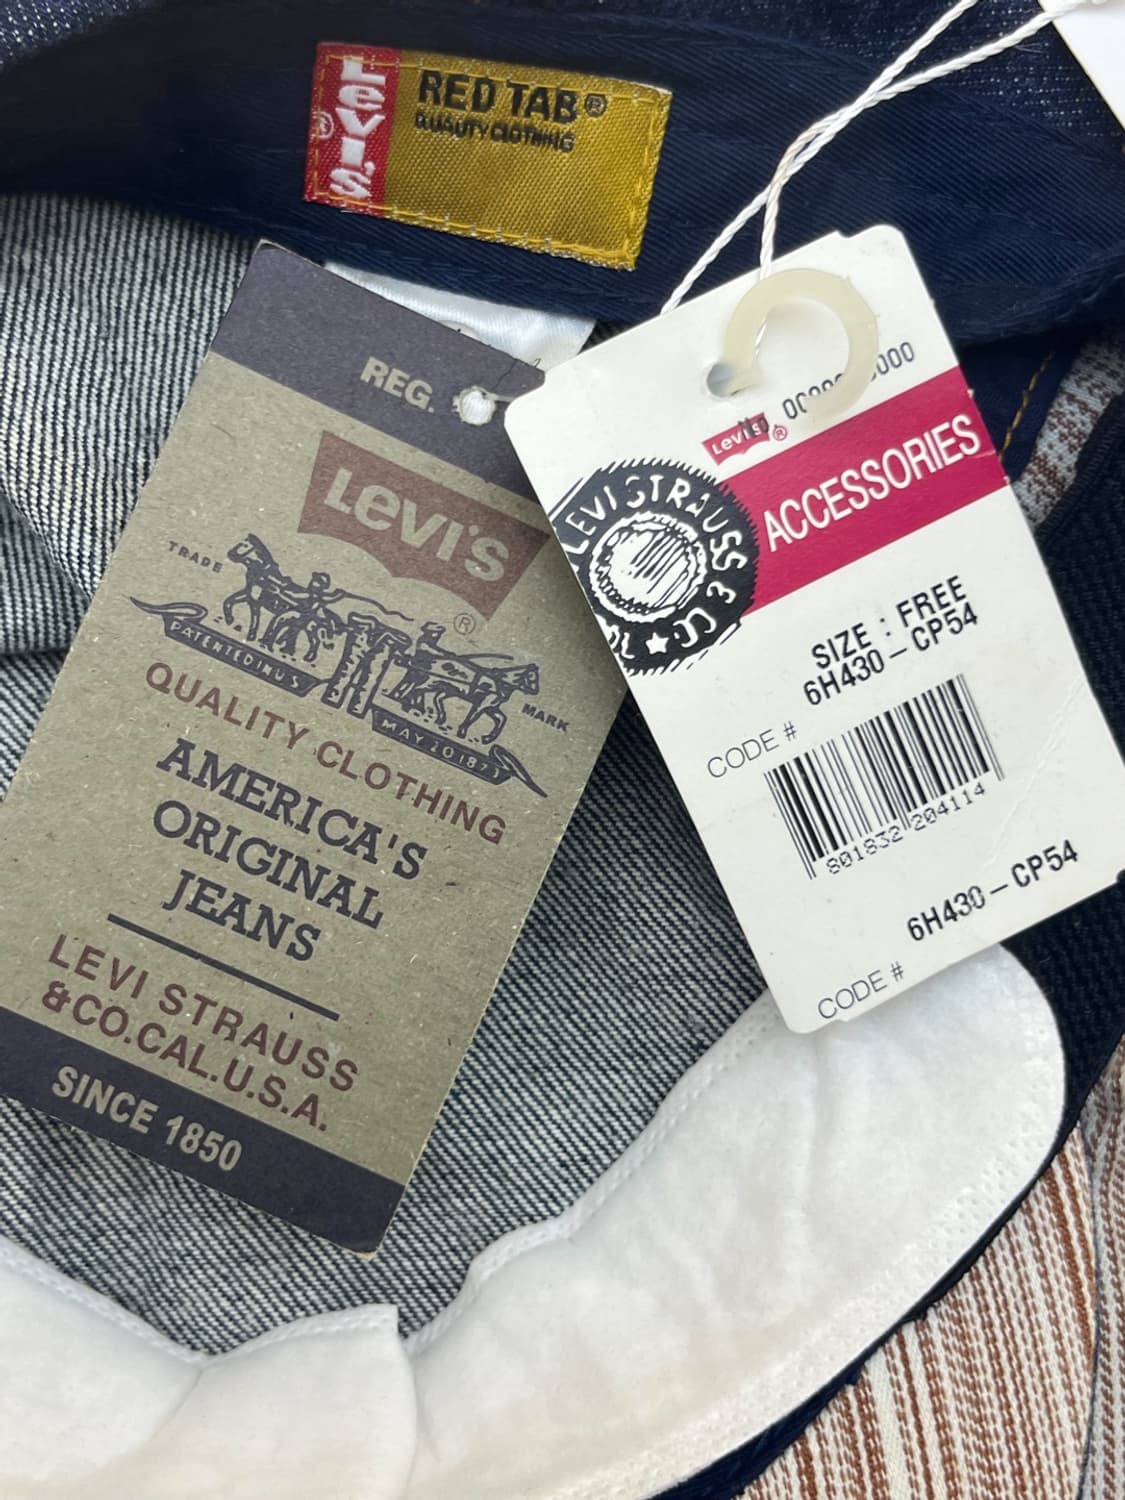 LEVI'S
®
RED TAB®
QUALITY CLOTHING
REG. NO
LEVI'S
®
TRADE MARK
PATENTED IN U.S
MAY 20 1873
QUALITY CLOTHING
AMERICA'S
ORIGINAL
JEANS
LEVI STRAUSS
&CO.CAL.U.S.A.
SINCE 1850
Levi's®
ACCESSORIES
LEVI STRAUSS & CO
SIZE : FREE
6H430-CP54
CODE #
801832 204114
6H430-CP54
CODE #